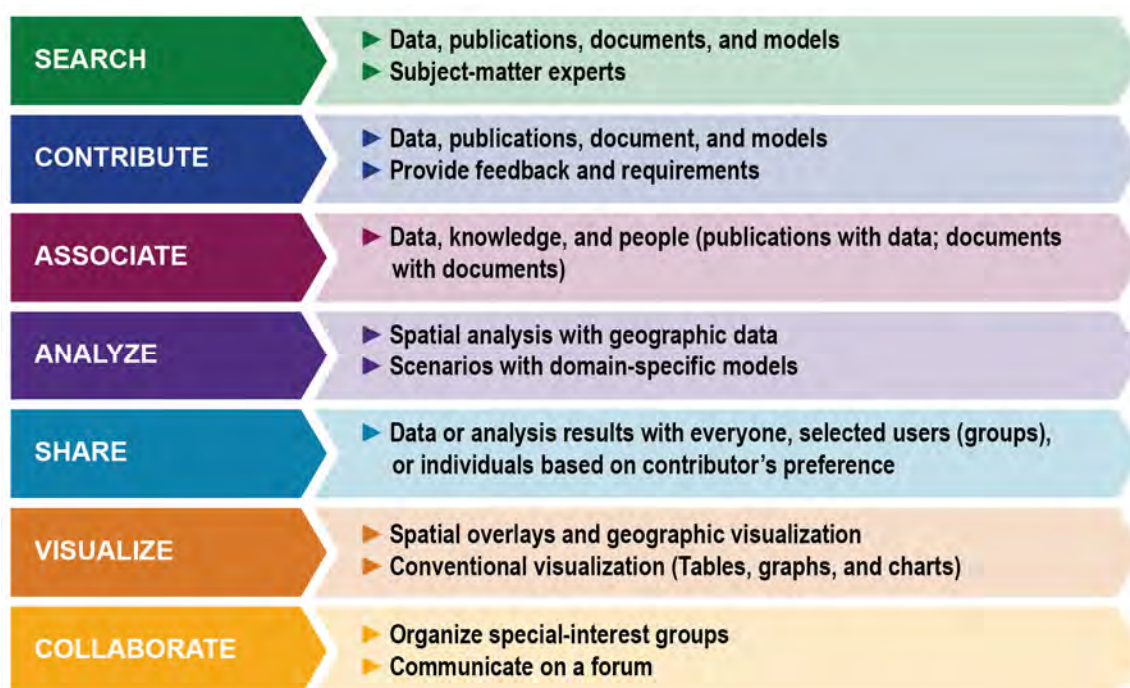 SEARCH
► Data, publications, documents, and models
► Subject-matter experts
CONTRIBUTE
► Data, publications, document, and models
► Provide feedback and requirements
ASSOCIATE
► Data, knowledge, and people (publications with data; documents
with documents)
ANALYZE
► Spatial analysis with geographic data
► Scenarios with domain-specific models
SHARE
► Data or analysis results with everyone, selected users (groups),
or individuals based on contributor’s preference
VISUALIZE
► Spatial overlays and geographic visualization
► Conventional visualization (Tables, graphs, and charts)
COLLABORATE
► Organize special-interest groups
► Communicate on a forum